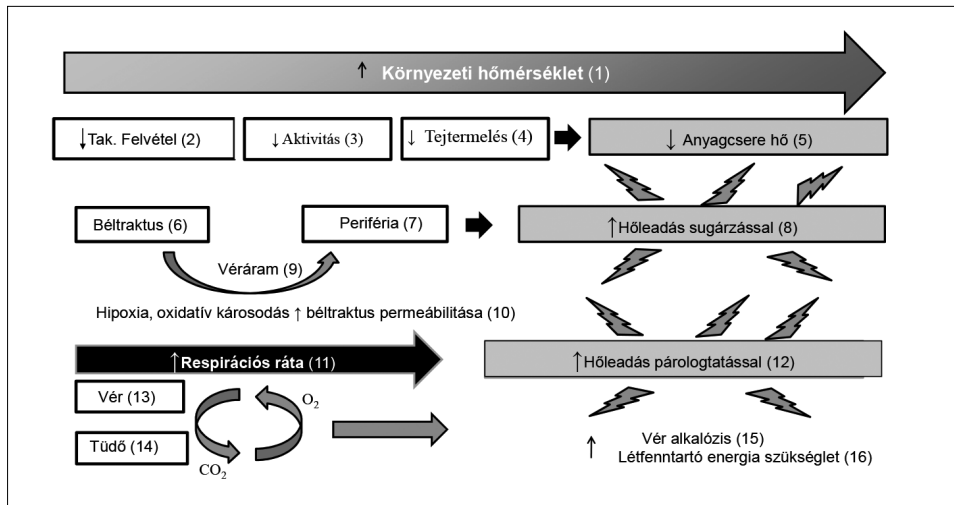 ↑ Környezeti hőmérséklet (1)
↓Tak. Felvétel (2)
↓ Aktivitás (3)
↓ Tejtermelés (4)
↓ Anyagcsere hő (5)
Béltraktus (6)
Periféria (7)
↑Hőleadás sugárzással (8)
Véráram (9)
Hipoxia, oxidatív károsodás ↑ béltraktus permeábilitása (10)
↑Respirációs ráta (11)
↑Hőleadás párologtatással (12)
Vér (13)
O₂
Tüdő (14)
CO₂
↑ Vér alkalózis (15)
Létfenntartó energia szükséglet (16)